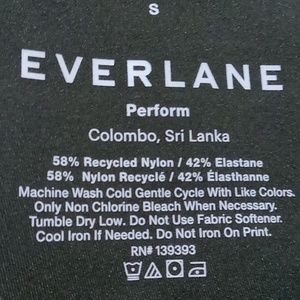 S
EVERLANE
Perform
Colombo, Sri Lanka
58% Recycled Nylon / 42% Elastane
58%  Nylon Recyclé / 42% Élasthanne
Machine Wash Cold Gentle Cycle With Like Colors.
Only Non Chlorine Bleach When Necessary.
Tumble Dry Low. Do Not Use Fabric Softener.
Cool Iron If Needed. Do Not Iron On Print.
RN# 139393